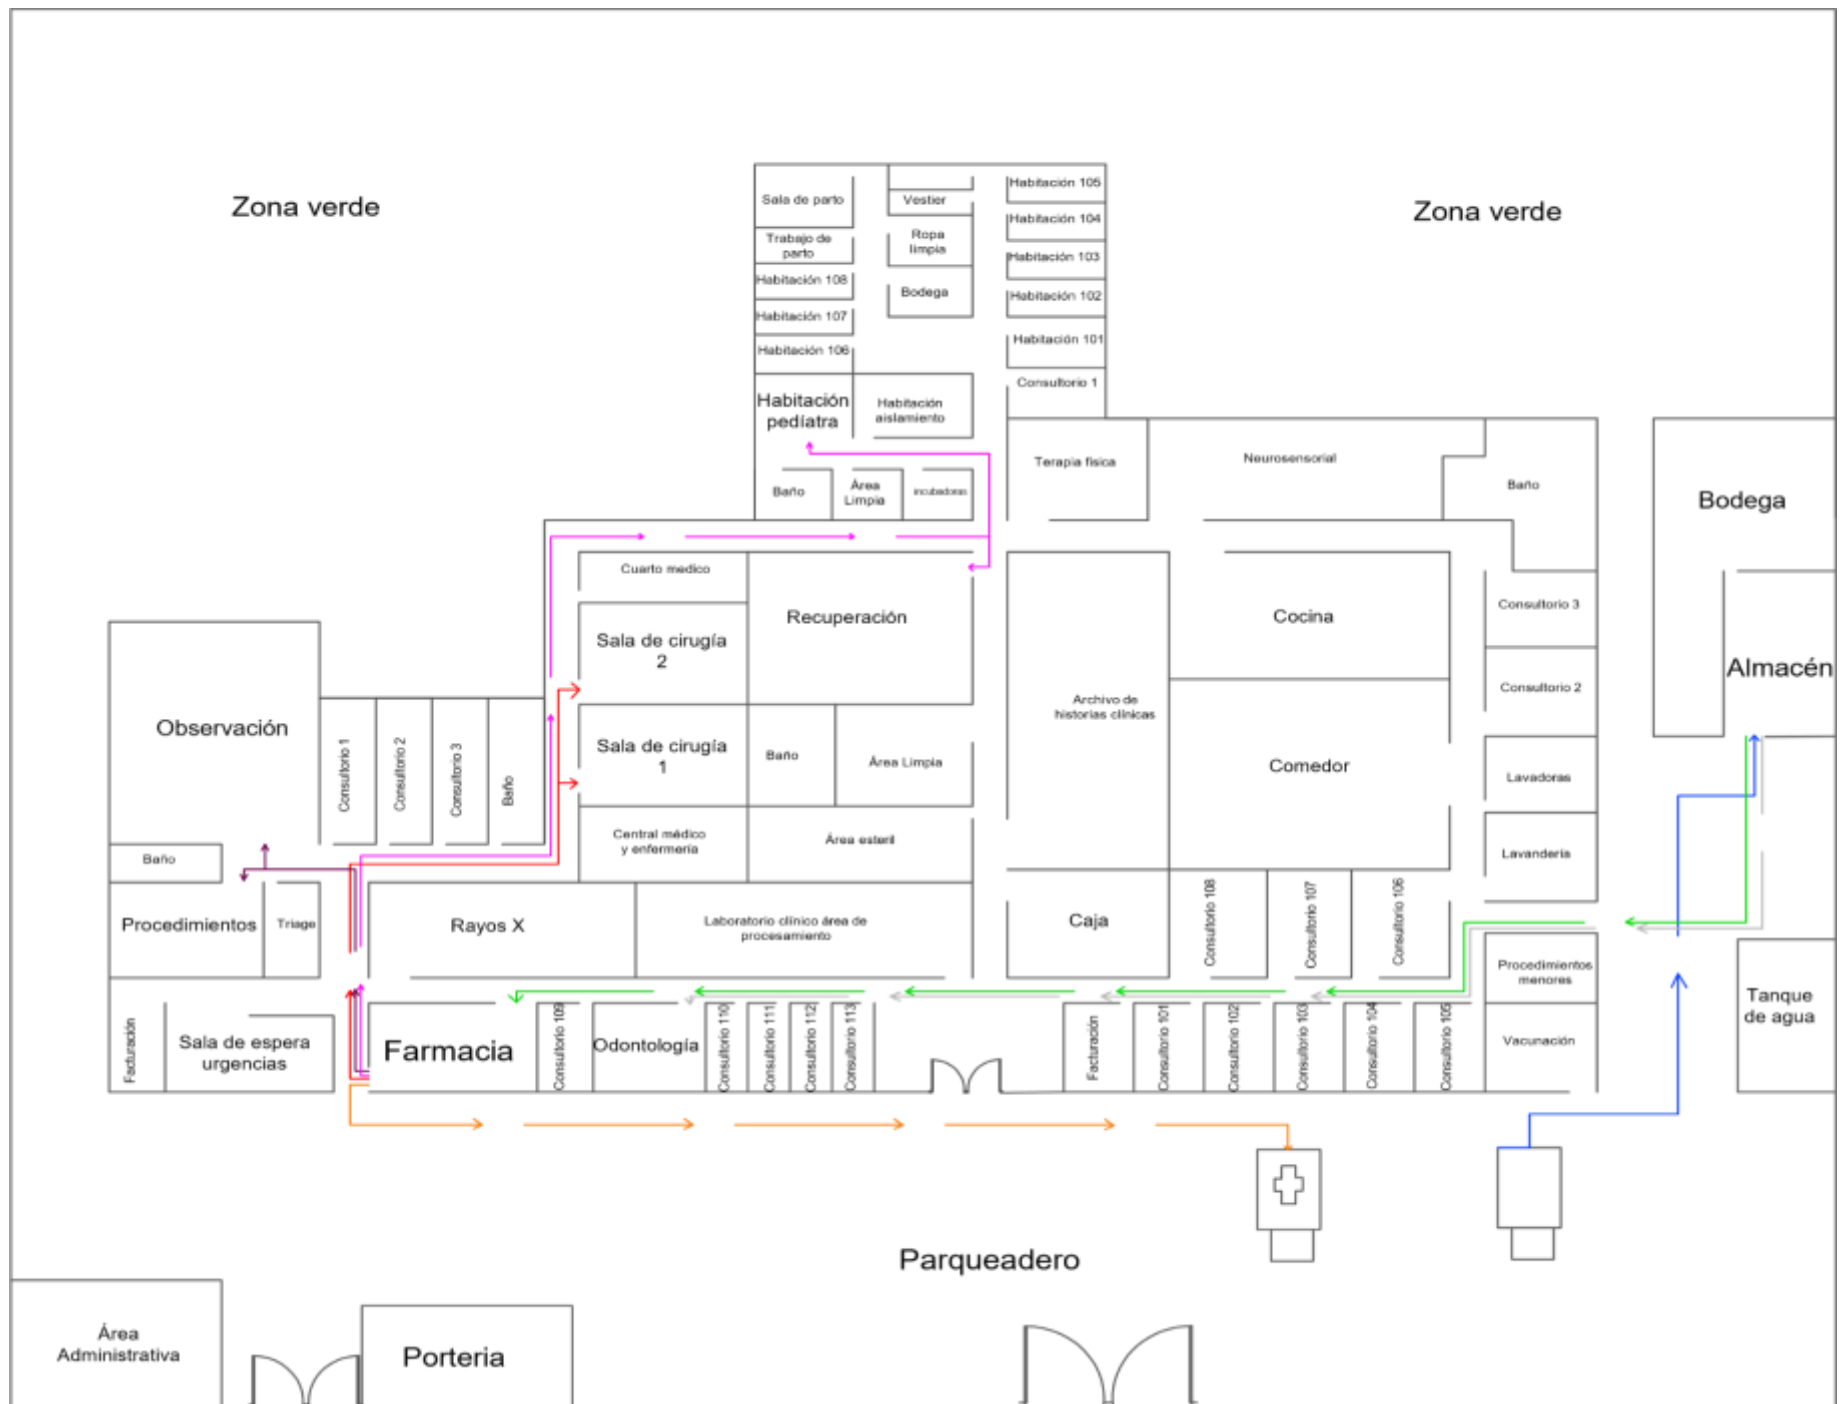 Zona verde
Zona verde
Sala de parto
Trabajo de
parto
Habitación 108
Habitación 107
Habitación 106
Habitación
pedíatra
Habitación
aislamiento
Baño
Área
Limpia
incubadoras
Vestier
Ropa
limpia
Bodega
Habitación 105
Habitación 104
Habitación 103
Habitación 102
Habitación 101
Consultorio 1
Terapia física
Neurosensorial
Baño
Bodega
Almacén
Cuarto medico
Sala de cirugía
2
Recuperación
Sala de cirugía
1
Baño
Área Limpia
Central médico
y enfermería
Área esteril
Archivo de
historias clínicas
Cocina
Comedor
Consultorio 3
Consultorio 2
Lavadoras
Lavandería
Observación
Consultorio 1
Consultorio 2
Consultorio 3
Baño
Baño
Procedimientos
Triage
Rayos X
Laboratorio clínico área de
procesamiento
Caja
Consultorio 108
Consultorio 107
Consultorio 106
Procedimientos
menores
Tanque
de agua
Facturación
Sala de espera
urgencias
Farmacia
Consultorio 109
Odontología
Consultorio 110
Consultorio 111
Consultorio 112
Consultorio 113
Facturación
Consultorio 101
Consultorio 102
Consultorio 103
Consultorio 104
Consultorio 105
Vacunación
Parqueadero
Área
Administrativa
Porteria